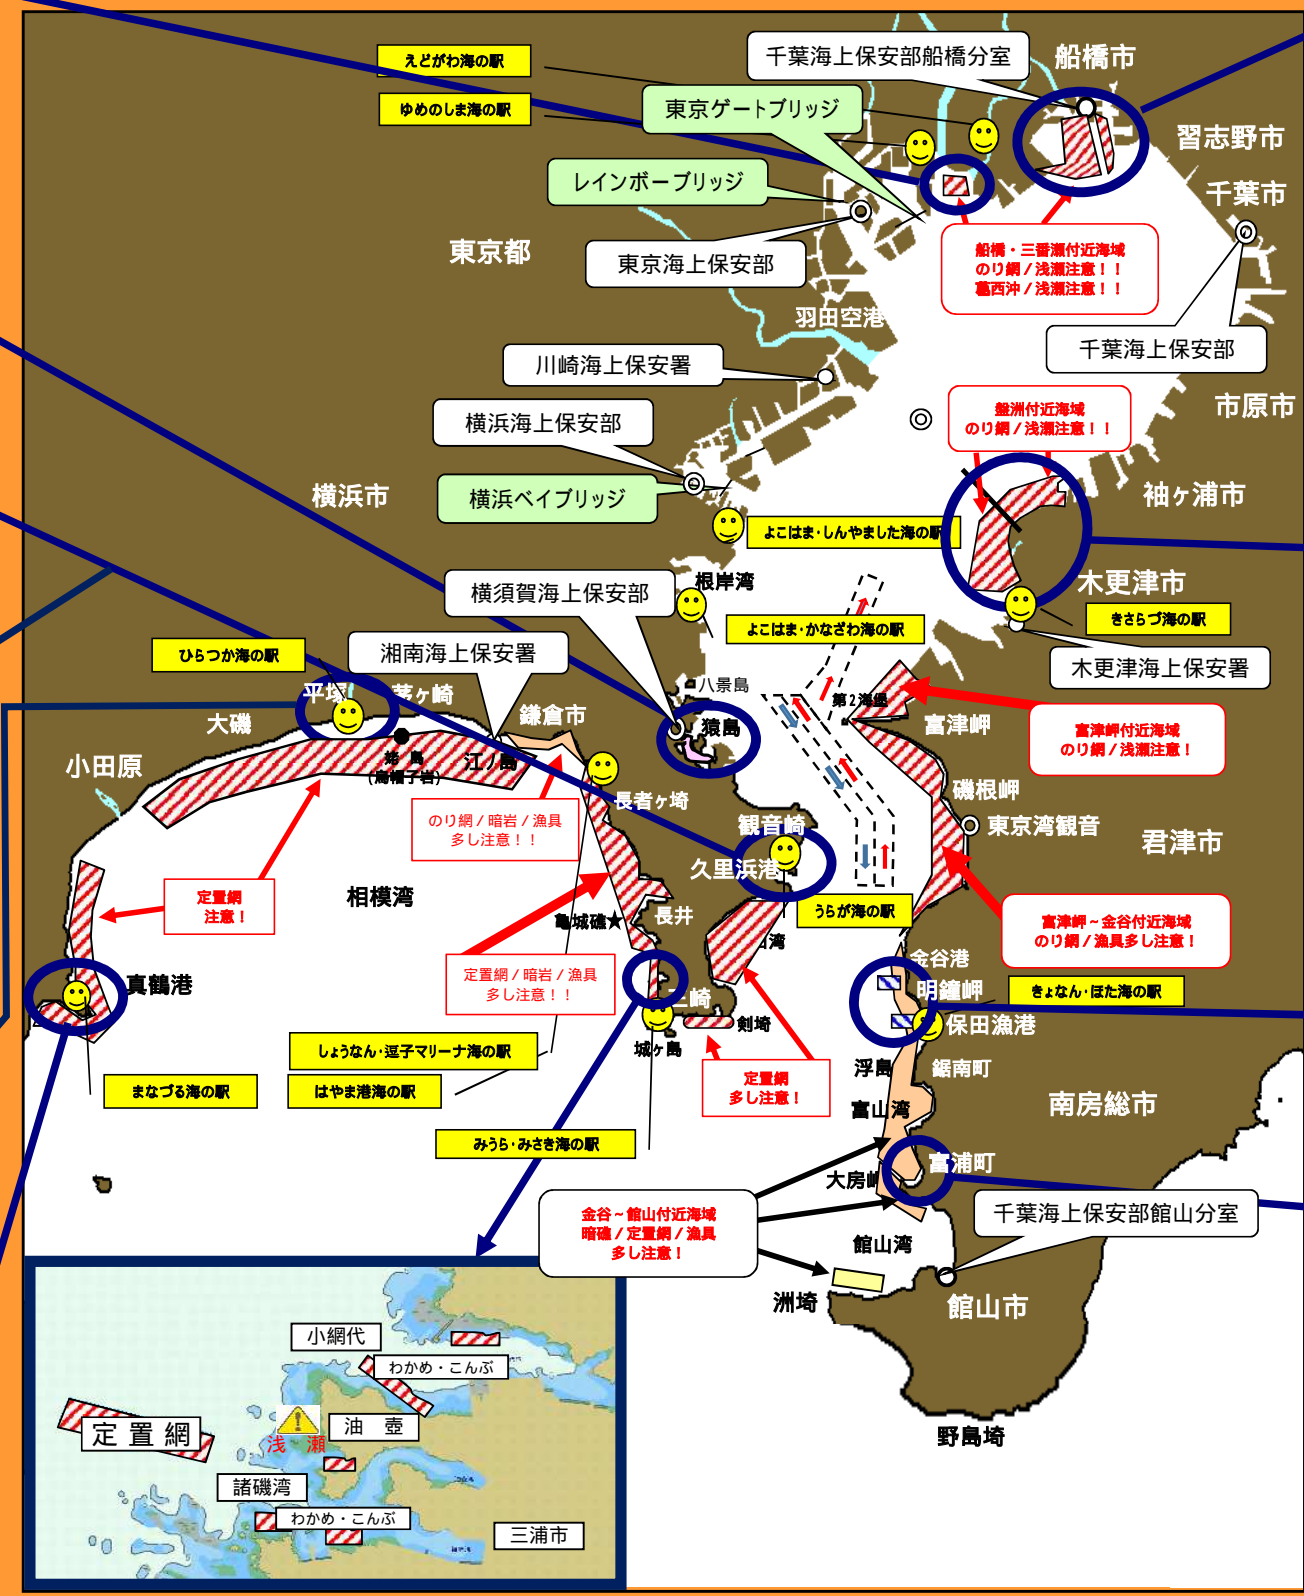 えどがわ海の駅
ゆめのしま海の駅
千葉海上保安部船橋分室
船橋市
東京ゲートブリッジ
習志野市
レインボーブリッジ
千葉市
東京都
東京海上保安部
船橋・三番瀬付近海域
のり網/浅瀬注意!!
葛西沖/浅瀬注意!!
羽田空港
千葉海上保安部
川崎海上保安署
盤洲付近海域
のり網/浅瀬注意!!
市原市
横浜海上保安部
横浜市
横浜ベイブリッジ
袖ヶ浦市
よこはま・しんやました海の駅
根岸湾
木更津市
横須賀海上保安部
きさらづ海の駅
よこはま・かなざわ海の駅
ひらつか海の駅
湘南海上保安署
木更津海上保安署
八景島
平塚
茅ヶ崎
第2海堡
大磯
鎌倉市
猿島
富津岬
富津岬付近海域
のり網/浅瀬注意!
小田原
姥島
(烏帽子岩)
江ノ島
磯根岬
長者ヶ埼
のり網/暗岩/漁具
多し注意!!
観音崎
東京湾観音
君津市
久里浜港
定置網
注意!
相模湾
うらが海の駅
亀城礁★
長井
湾
富津岬~金谷付近海域
のり網/漁具多し注意!
金谷港
定置網/暗岩/漁具
多し注意!!
真鶴港
三崎
明鐘岬
きょなん・ほた海の駅
剣埼
保田漁港
しょうなん・逗子マリーナ海の駅
城ヶ島
浮島
鋸南町
まなづる海の駅
はやま港海の駅
定置網
多し注意!
富山湾
南房総市
みうら・みさき海の駅
富浦町
大房岬
金谷~館山付近海域
暗礁/定置網/漁具
多し注意!
千葉海上保安部館山分室
館山湾
洲埼
館山市
野島埼
小網代
わかめ・こんぶ
定置網
油壺
浅瀬
諸磯湾
わかめ・こんぶ
三浦市